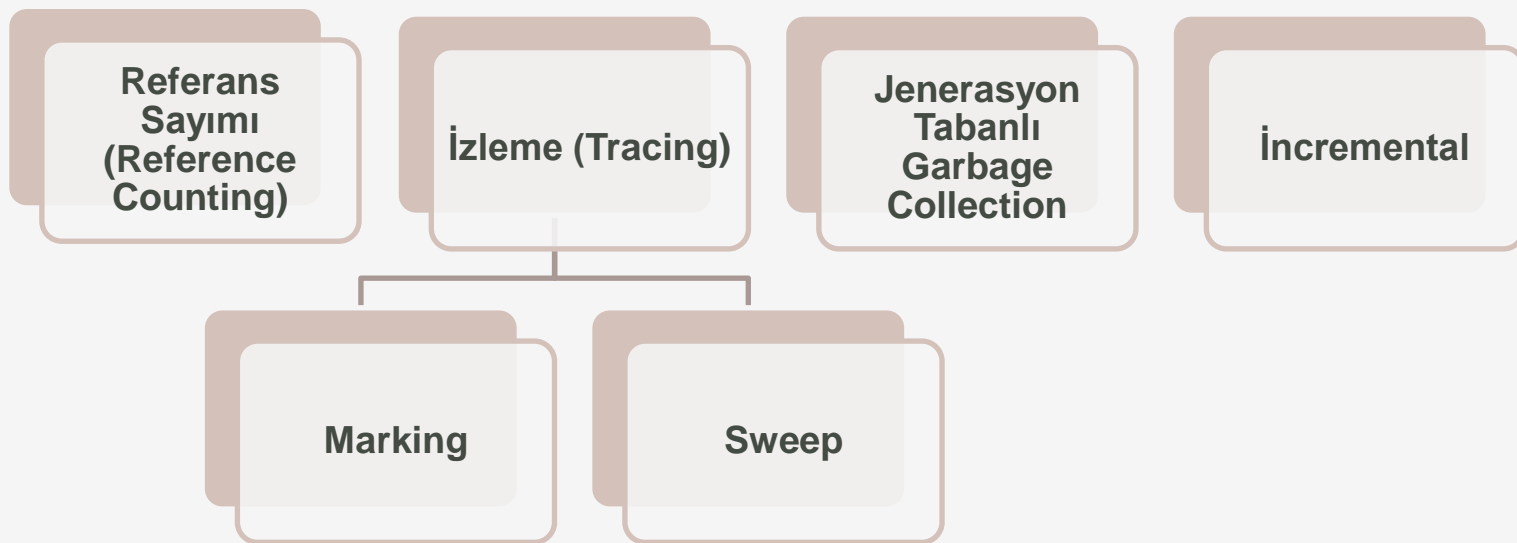 Referans
Sayımı
(Reference
Counting)
İzleme (Tracing)
Jenerasyon
Tabanlı
Garbage
Collection
İncremental
Marking
Sweep